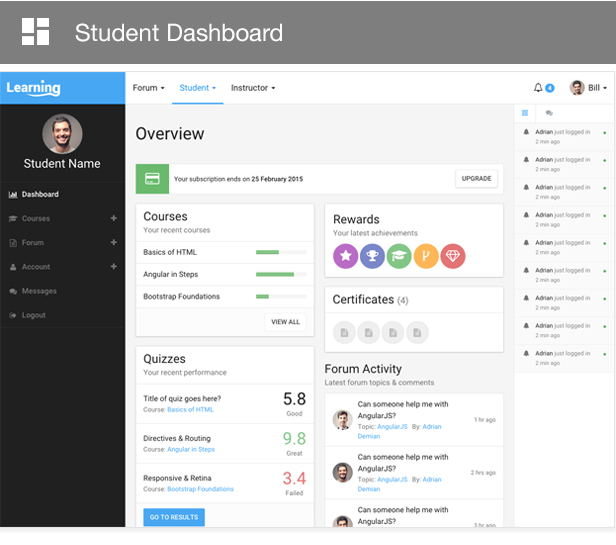 Student Dashboard
Learning
Forum
Student
Instructor
4
Bill
Student Name
Dashboard
Courses
Forum
Account
Messages
Logout
Overview
Your subscription ends on 25 February 2015
UPGRADE
Courses
Your recent courses
Basics of HTML
Angular in Steps
Bootstrap Foundations
VIEW ALL
Quizzes
Your recent performance
Title of quiz goes here?
Course: Basics of HTML
5.8
Good
Directives & Routing
Course: Angular in Steps
9.8
Great
Responsive & Retina
Course: Bootstrap Foundations
3.4
Failed
GO TO RESULTS
Rewards
Your latest achievements
Certificates (4)
Forum Activity
Latest forum topics & comments
Can someone help me with
AngularJS?
Topic: AngularJS By: Adrian
Demian
1 hr ago
Can someone help me with
AngularJS?
Topic: AngularJS By: Adrian
Demian
2 hrs ago
Can someone help me with
AngularJS?
3 hr ago
Adrian just logged in
2 min ago
Adrian just logged in
2 min ago
Adrian just logged in
2 min ago
Adrian just logged in
2 min ago
Adrian just logged in
2 min ago
Adrian just logged in
2 min ago
Adrian just logged in
2 min ago
Adrian just logged in
2 min ago
Adrian just logged in
2 min ago